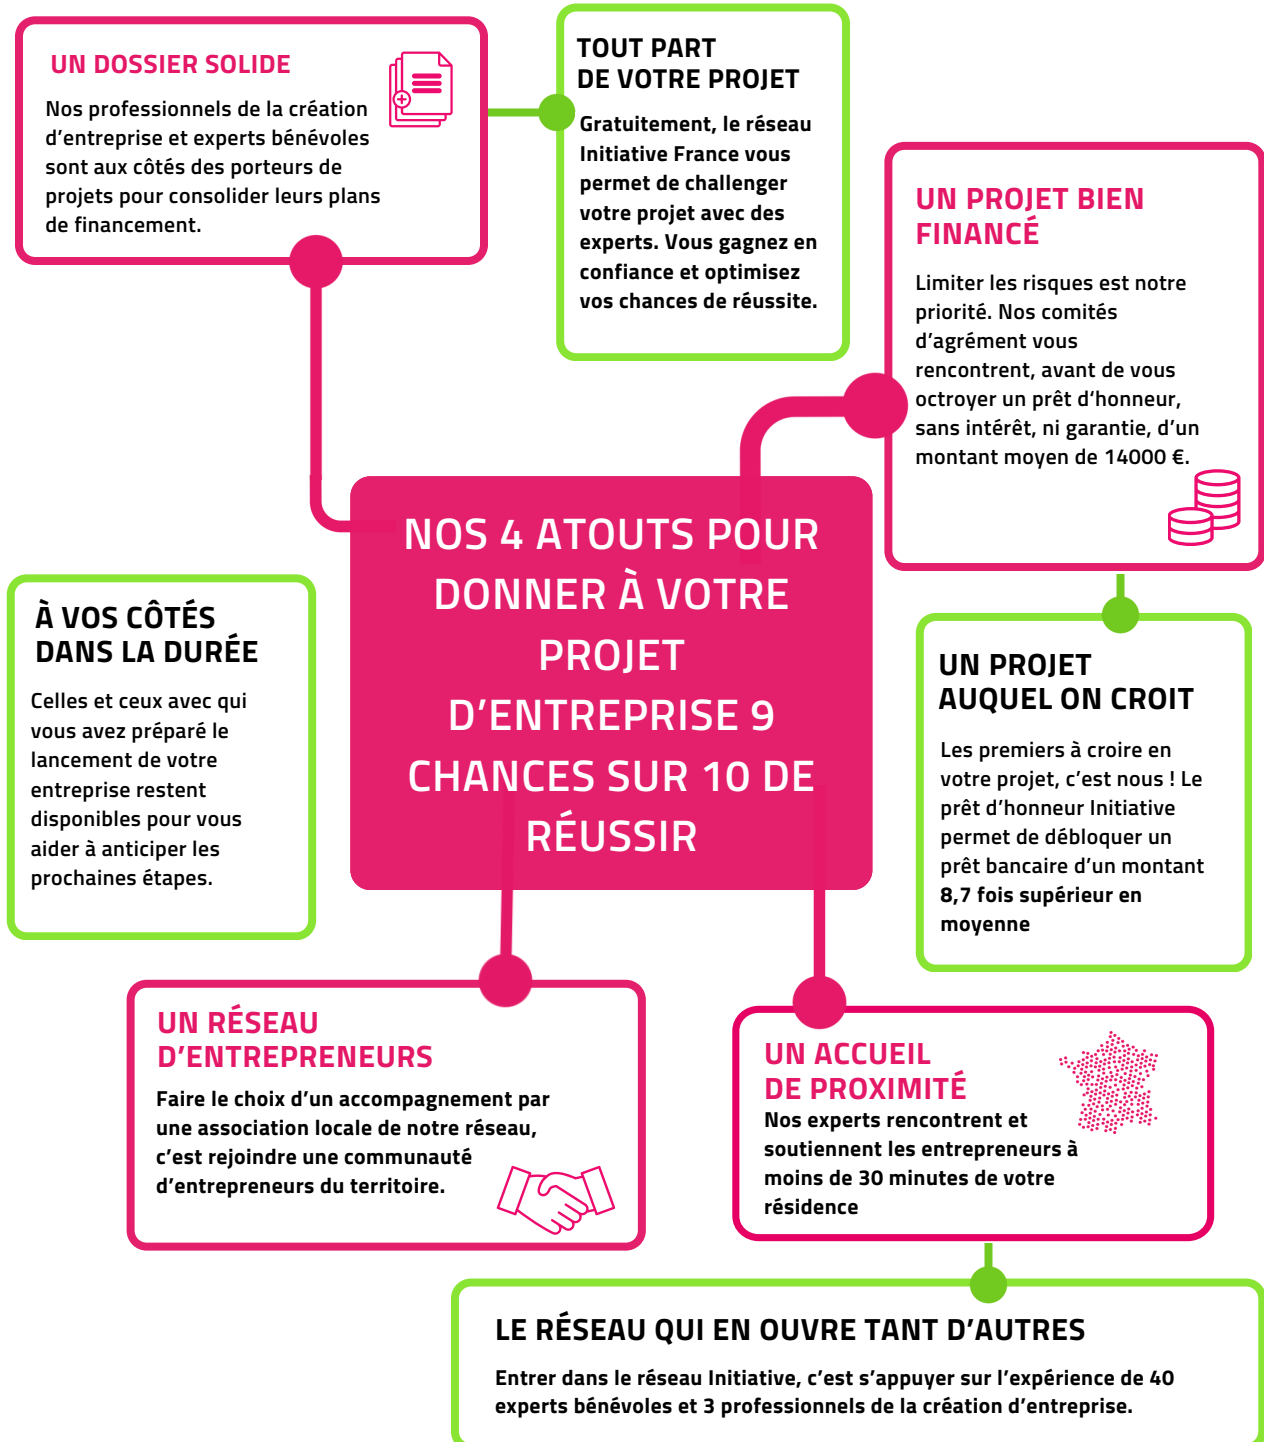 UN DOSSIER SOLIDE
Nos professionnels de la création
d’entreprise et experts bénévoles
sont aux côtés des porteurs de
projets pour consolider leurs plans
de financement.
TOUT PART
DE VOTRE PROJET
Gratuitement, le réseau
Initiative France vous
permet de challenger
votre projet avec des
experts. Vous gagnez en
confiance et optimisez
vos chances de réussite.
UN PROJET BIEN
FINANCÉ
Limiter les risques est notre
priorité. Nos comités
d’agrément vous
rencontrent, avant de vous
octroyer un prêt d’honneur,
sans intérêt, ni garantie, d’un
montant moyen de 14000 €.
NOS 4 ATOUTS POUR
DONNER À VOTRE
PROJET
D’ENTREPRISE 9
CHANCES SUR 10 DE
RÉUSSIR
À VOS CÔTÉS
DANS LA DURÉE
Celles et ceux avec qui
vous avez préparé le
lancement de votre
entreprise restent
disponibles pour vous
aider à anticiper les
prochaines étapes.
UN PROJET
AUQUEL ON CROIT
Les premiers à croire en
votre projet, c’est nous ! Le
prêt d’honneur Initiative
permet de débloquer un
prêt bancaire d’un montant
8,7 fois supérieur en
moyenne
UN RÉSEAU
D’ENTREPRENEURS
Faire le choix d’un accompagnement par
une association locale de notre réseau,
c’est rejoindre une communauté
d’entrepreneurs du territoire.
UN ACCUEIL
DE PROXIMITÉ
Nos experts rencontrent et
soutiennent les entrepreneurs à
moins de 30 minutes de votre
résidence
LE RÉSEAU QUI EN OUVRE TANT D’AUTRES
Entrer dans le réseau Initiative, c’est s’appuyer sur l’expérience de 40
experts bénévoles et 3 professionnels de la création d’entreprise.